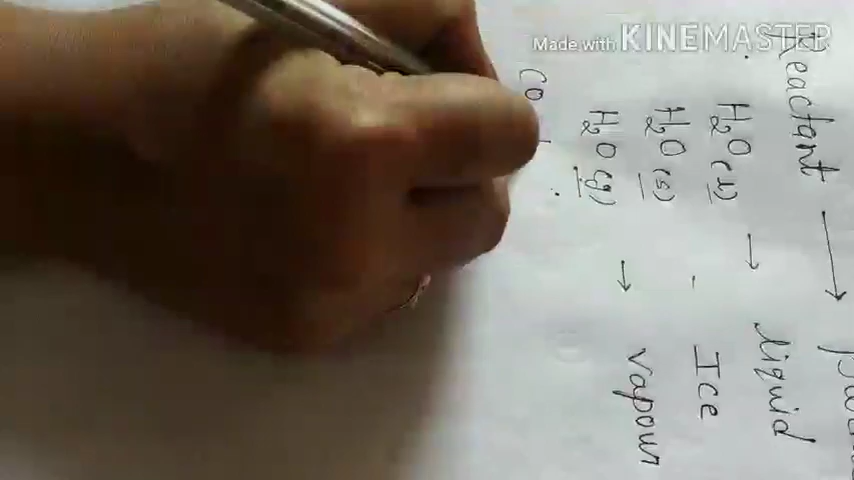 Made with KINEMASTER
Reactant →
H₂O (l) → liquid
H₂O (s) - Ice
H₂O (g) → vapour
CO